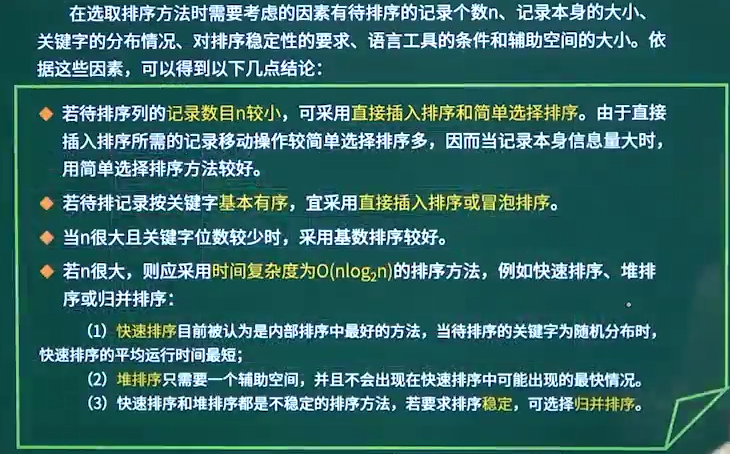 在选取排序方法时需要考虑的因素有待排序的记录个数n、记录本身的大小、
关键字的分布情况、对排序稳定性的要求、语言工具的条件和辅助空间的大小。依
据这些因素，可以得到以下几点结论：
◆ 若待排序列的记录数目n较小，可采用直接插入排序和简单选择排序。由于直接
插入排序所需的记录移动操作较简单选择排序多，因而当记录本身信息量大时，
用简单选择排序方法较好。
◆ 若待排记录按关键字基本有序，宜采用直接插入排序或冒泡排序。
◆ 当n很大且关键字位数较少时，采用基数排序较好。
◆ 若n很大，则应采用时间复杂度为O(nlog₂n)的排序方法，例如快速排序、堆排
序或归并排序：
（1）快速排序目前被认为是内部排序中最好的方法，当待排序的关键字为随机分布时，
快速排序的平均运行时间最短；
（2）堆排序只需要一个辅助空间，并且不会出现在快速排序中可能出现的最快情况。
（3）快速排序和堆排序都是不稳定的排序方法，若要求排序稳定，可选择归并排序。